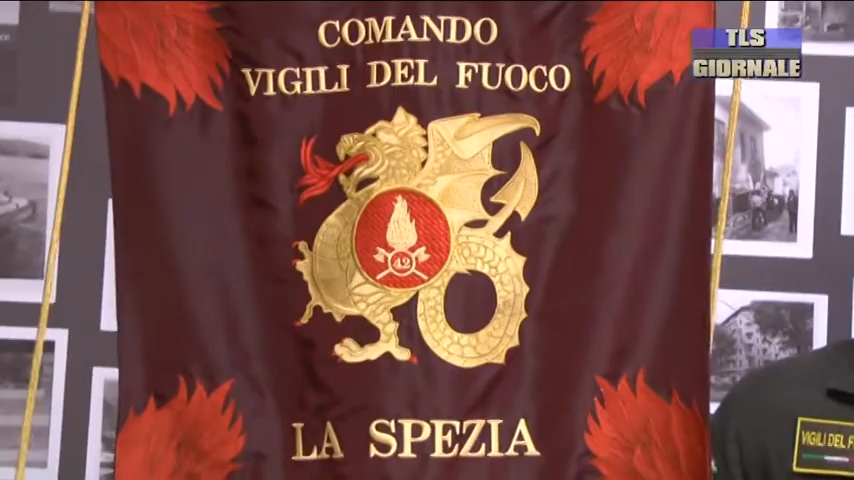 COMANDO
VIGILI DEL FUOCO
TLS
GIORNALE
42
LA SPEZIA
VIGILI DEL F